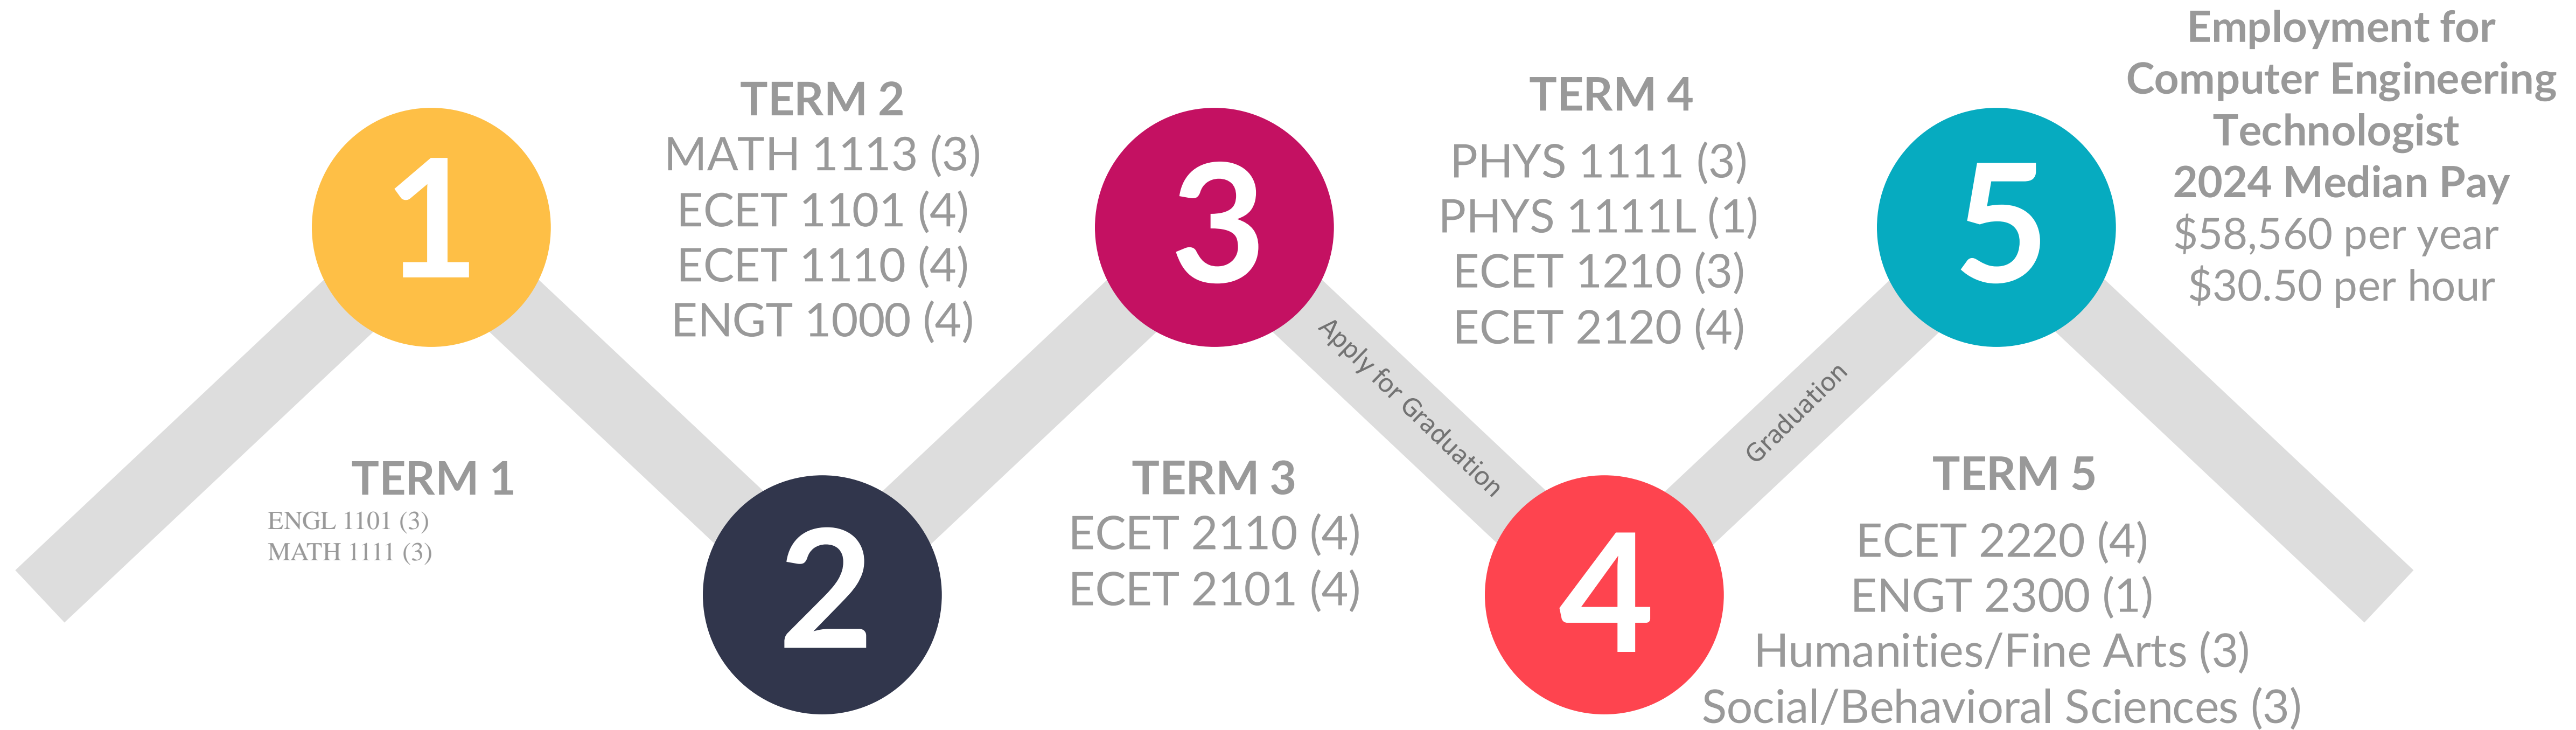 1
TERM 1
ENGL 1101 (3)
MATH 1111 (3)
TERM 2
MATH 1113 (3)
ECET 1101 (4)
ECET 1110 (4)
ENGT 1000 (4)
2
3
TERM 3
ECET 2110 (4)
ECET 2101 (4)
Apply for Graduation
TERM 4
PHYS 1111 (3)
PHYS 1111L (1)
ECET 1210 (3)
ECET 2120 (4)
4
Graduation
5
TERM 5
ECET 2220 (4)
ENGT 2300 (1)
Humanities/Fine Arts (3)
Social/Behavioral Sciences (3)
Employment for
Computer Engineering
Technologist
2024 Median Pay
$58,560 per year
$30.50 per hour